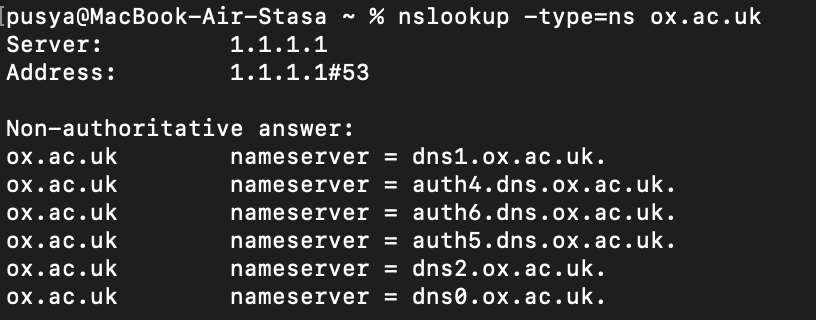 pusya@MacBook-Air-Stasa ~ % nslookup -type=ns ox.ac.uk
Server: 1.1.1.1
Address: 1.1.1.1#53
Non-authoritative answer:
ox.ac.uk nameserver = dns1.ox.ac.uk.
ox.ac.uk nameserver = auth4.dns.ox.ac.uk.
ox.ac.uk nameserver = auth6.dns.ox.ac.uk.
ox.ac.uk nameserver = auth5.dns.ox.ac.uk.
ox.ac.uk nameserver = dns2.ox.ac.uk.
ox.ac.uk nameserver = dns0.ox.ac.uk.